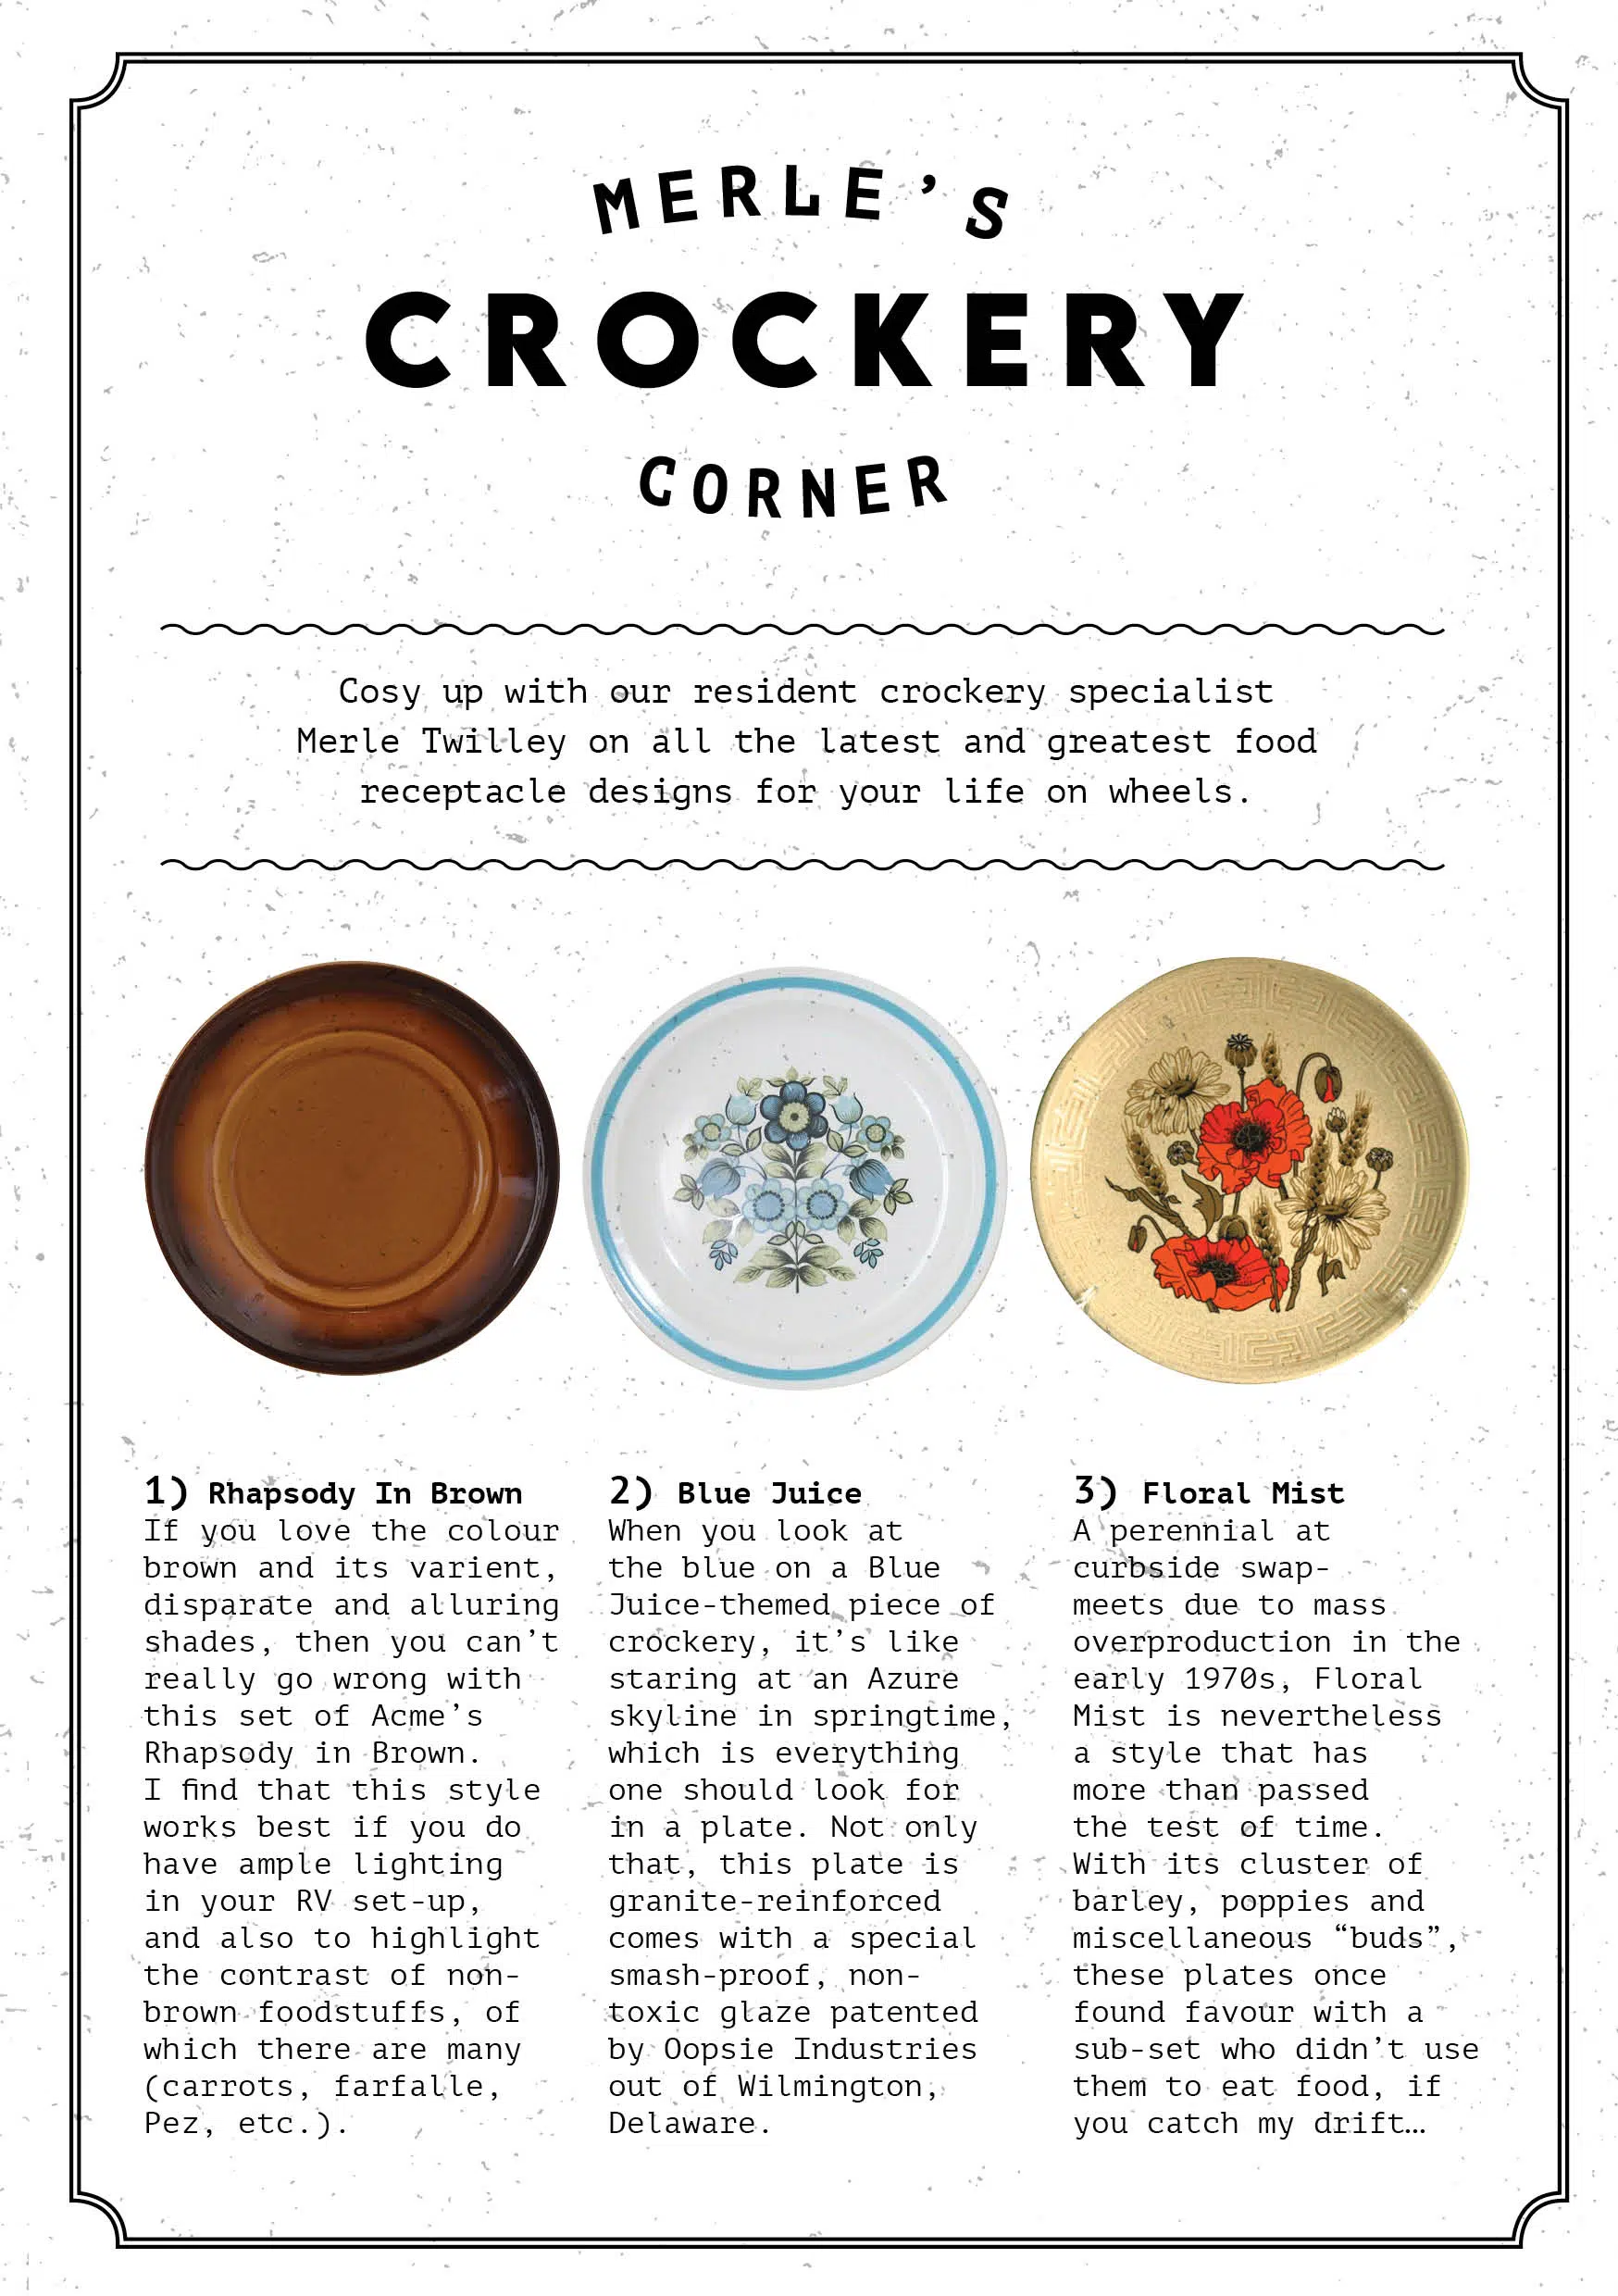 MERLE’S
CROCKERY
CORNER
Cosy up with our resident crockery specialist
Merle Twilley on all the latest and greatest food
receptacle designs for your life on wheels.
1) Rhapsody In Brown
If you love the colour
brown and its varient,
disparate and alluring
shades, then you can’t
really go wrong with
this set of Acme’s
Rhapsody in Brown.
I find that this style
works best if you do
have ample lighting
in your RV set-up,
and also to highlight
the contrast of non-
brown foodstuffs, of
which there are many
(carrots, farfalle,
Pez, etc.).
2) Blue Juice
When you look at
the blue on a Blue
Juice-themed piece of
crockery, it’s like
staring at an Azure
skyline in springtime,
which is everything
one should look for
in a plate. Not only
that, this plate is
granite-reinforced
comes with a special
smash-proof, non-
toxic glaze patented
by Oopsie Industries
out of Wilmington,
Delaware.
3) Floral Mist
A perennial at
curbside swap-
meets due to mass
overproduction in the
early 1970s, Floral
Mist is nevertheless
a style that has
more than passed
the test of time.
With its cluster of
barley, poppies and
miscellaneous “buds”,
these plates once
found favour with a
sub-set who didn’t use
them to eat food, if
you catch my drift…